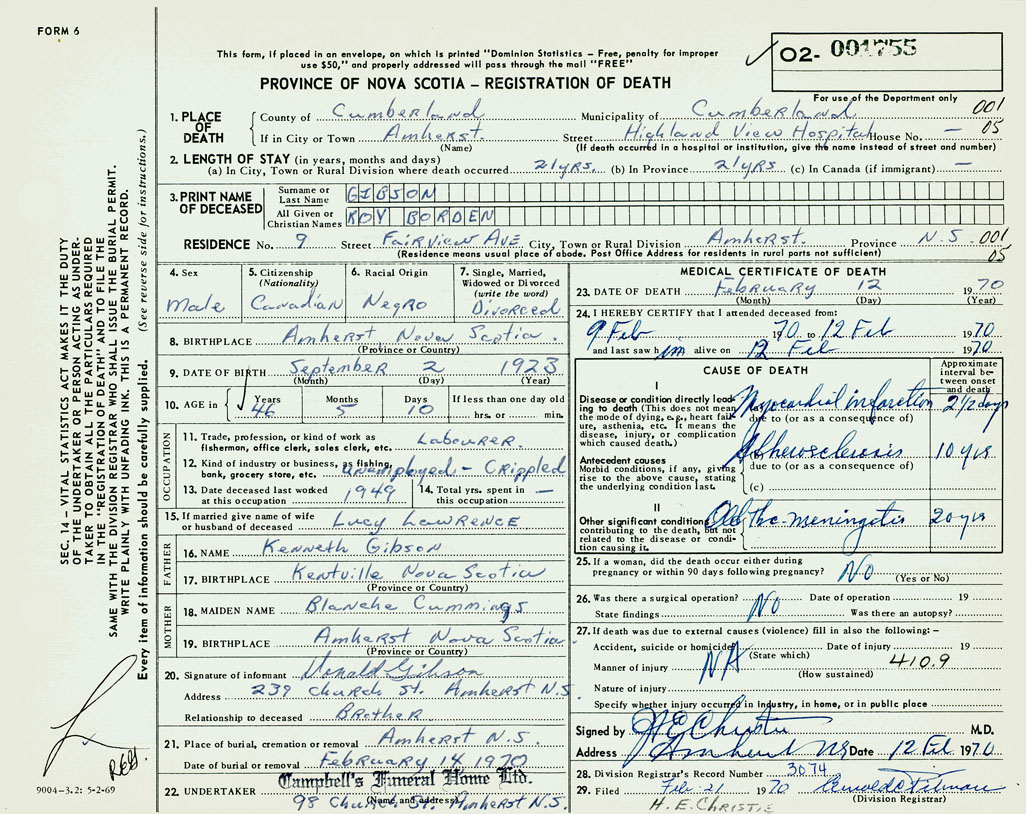 FORM 6
This form, if placed in an envelope, on which is printed "Dominion Statistics – Free, penalty for improper
use $50," and properly addressed will pass through the mail "FREE"
PROVINCE OF NOVA SCOTIA – REGISTRATION OF DEATH
02- 001755
For use of the Department only
001
05
1. PLACE OF DEATH
County of Cumberland Municipality of Cumberland
If in City or Town Amherst. Street Highland View Hospital House No. –
(Name) (If death occurred in a hospital or institution, give the name instead of street and number)
2. LENGTH OF STAY (in years, months and days)
(a) In City, Town or Rural Division where death occurred 21 yrs. (b) In Province 21 yrs (c) In Canada (if immigrant) –
3. PRINT NAME OF DECEASED
Surname or Last Name GIBSON
All Given or Christian Names ROY BORDEN
RESIDENCE No. 9 Street Fairview Ave City, Town or Rural Division Amherst. Province N.S. 001
(Residence means usual place of abode. Post Office Address for residents in rural parts not sufficient) 05
4. Sex
Male
5. Citizenship
(Nationality)
Canadian
6. Racial Origin
Negro
7. Single, Married,
Widowed or Divorced
(write the word)
Divorced
8. BIRTHPLACE Amherst Nova Scotia.
(Province or Country)
9. DATE OF BIRTH September 2 1923
(Month) (Day) (Year)
10. AGE in Years Months Days If less than one day old
46 5 10 hrs. or min.
OCCUPATION
11. Trade, profession, or kind of work as
fisherman, office clerk, sales clerk, etc. Labourer.
12. Kind of industry or business, as fishing,
bank, grocery store, etc. Unemployed – Crippled
13. Date deceased last worked
at this occupation 1949
14. Total yrs. spent in
this occupation. –
15. If married give name of wife
or husband of deceased Lucy Lawrence
FATHER
16. NAME Kenneth Gibson
17. BIRTHPLACE Kentville Nova Scotia
(Province or Country)
MOTHER
18. MAIDEN NAME Blanche Cummings
19. BIRTHPLACE Amherst Nova Scotia
(Province or Country)
20. Signature of informant Donald Gibson
Address 239 Church St. Amherst N.S.
Relationship to deceased Brother.
21. Place of burial, cremation or removal Amherst N.S.
Date of burial or removal February 14 1970
22. UNDERTAKER Campbell's Funeral Home Ltd.
(Name and address)
98 Church St. Amherst N.S.
MEDICAL CERTIFICATE OF DEATH
23. DATE OF DEATH February 12 1970
(Month) (Day) (Year)
24. I HEREBY CERTIFY that I attended deceased from:
9 Feb 1970 to 12 Feb 1970
and last saw him alive on 12 Feb 1970
CAUSE OF DEATH
Approximate interval between onset and death
I
Disease or condition directly leading to death (This does not mean the mode of dying, e.g., heart failure, asthenia, etc. It means the disease, injury, or complication which caused death.)
Myocardial infarction 2 1/2 days
due to (or as a consequence of)
Antecedent causes
Morbid conditions, if any, giving rise to the above cause, stating the underlying condition last.
(b) Atherosclerosis 10 yrs
due to (or as a consequence of)
(c)
II
Other significant conditions contributing to the death, but not related to the disease or condition causing it.
Old tbc. meningitis 20 yrs
25. If a woman, did the death occur either during
pregnancy or within 90 days following pregnancy? No
(Yes or No)
26. Was there a surgical operation? No Date of operation 19
State findings Was there an autopsy?
27. If death was due to external causes (violence) fill in also the following: –
Accident, suicide or homicide (State which) Date of injury 19
Manner of injury NA 410.9
(How sustained)
Nature of injury
Specify whether injury occurred in industry, in home, or in public place
Signed by H E Christie M.D.
Address Amherst NS Date 12 Feb 1970
28. Division Registrar's Record Number 3074
29. Filed Feb. 21 1970
(Division Registrar)
H. E. CHRISTIE
SEC. 14 – VITAL STATISTICS ACT MAKES IT THE DUTY
OF THE UNDERTAKER OR PERSON ACTING AS UNDERTAKER
TO OBTAIN ALL THE PARTICULARS REQUIRED
IN THE "REGISTRATION OF DEATH" AND TO FILE THE
SAME WITH THE DIVISION REGISTRAR WHO SHALL ISSUE THE BURIAL PERMIT.
WRITE PLAINLY WITH UNFADING INK. THIS IS A PERMANENT RECORD.
Every item of information should be carefully supplied. (See reverse side for instructions.)
9004-3.2: 5-2-69